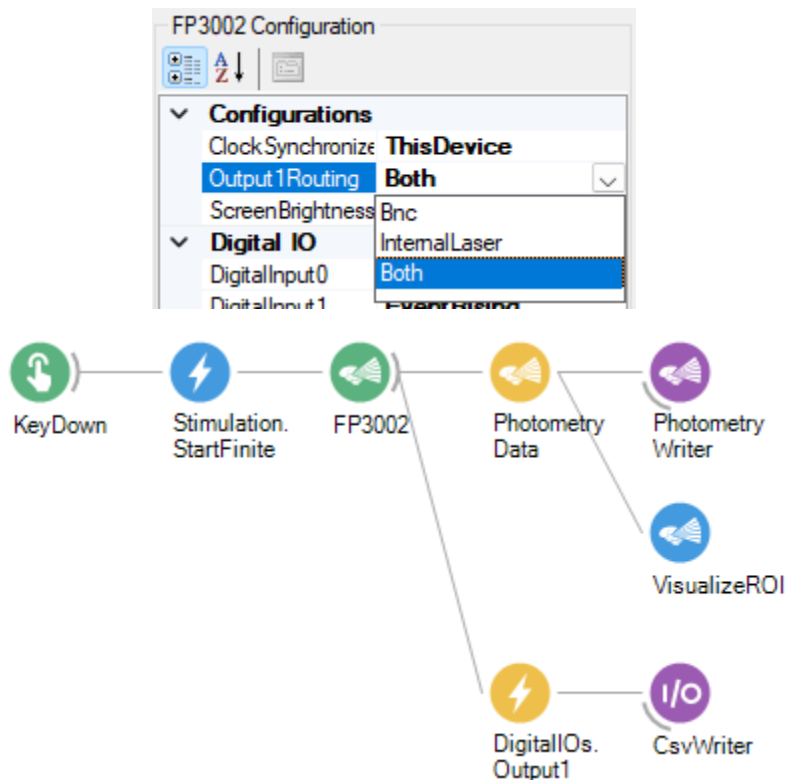 FP3002 Configuration
A
Z
Configurations
ClockSynchronize ThisDevice
Output1Routing Both
ScreenBrightness Bnc
Digital IO InternalLaser
DigitalInput0 Both
DigitalInput1 EventRising
KeyDown
Stimulation.
StartFinite
FP3002
Photometry
Data
Photometry
Writer
VisualizeROI
DigitalIOs.
Output1
I/O
CsvWriter